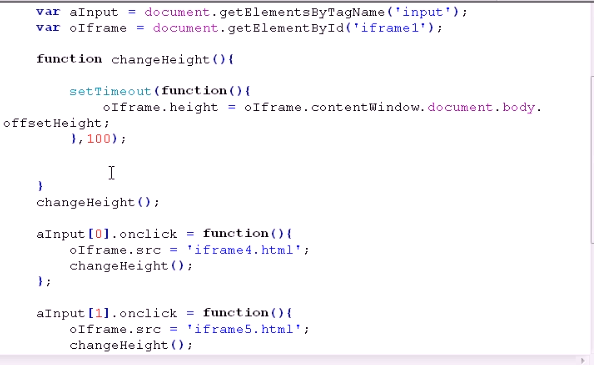 var aInput = document.getElementsByTagName('input');
var oIframe = document.getElementById('iframe1');
function changeHeight(){
setTimeout(function(){
oIframe.height = oIframe.contentWindow.document.body.
offsetHeight;
},100);
}
changeHeight();
aInput[0].onclick = function(){
oIframe.src = 'iframe4.html';
changeHeight();
};
aInput[1].onclick = function(){
oIframe.src = 'iframe5.html';
changeHeight();